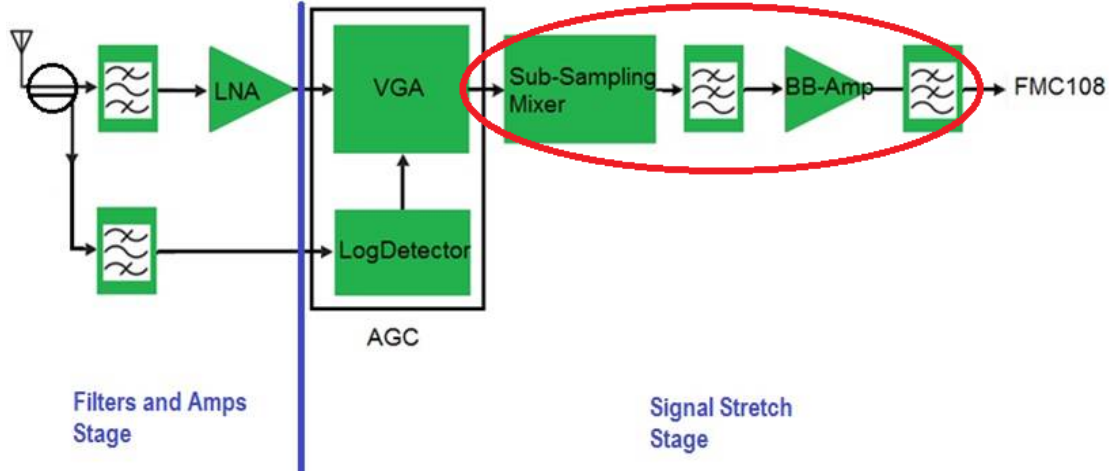 LNA
VGA
Sub-Sampling
Mixer
BB-Amp
FMC108
LogDetector
AGC
Filters and Amps
Stage
Signal Stretch
Stage